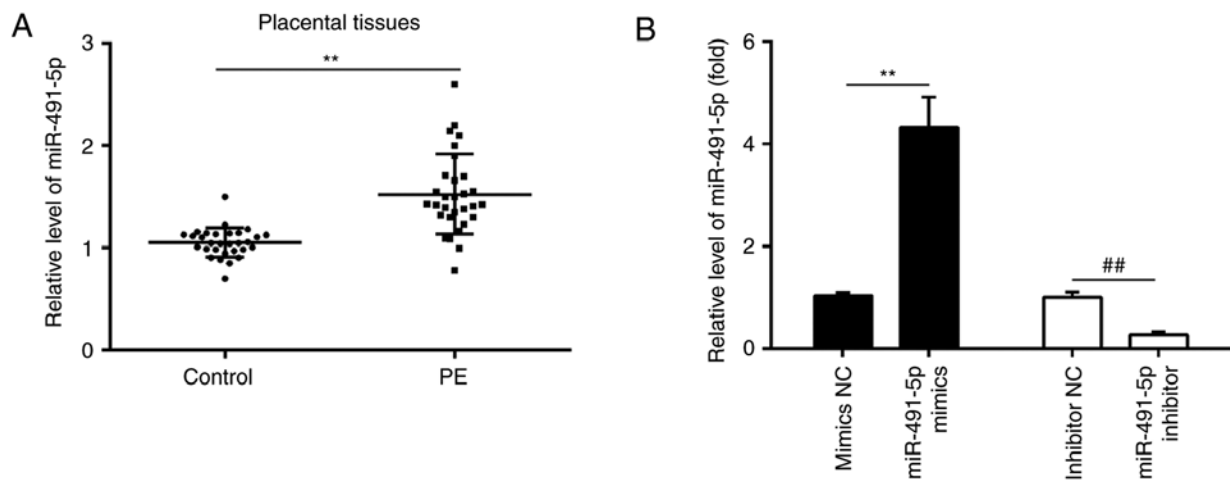 A
Placental tissues
Relative level of miR-491-5p
3
2
1
0
**
Control
PE
B
Relative level of miR-491-5p (fold)
6
4
2
0
**
##
Mimics NC
miR-491-5p
mimics
Inhibitor NC
miR-491-5p
inhibitor